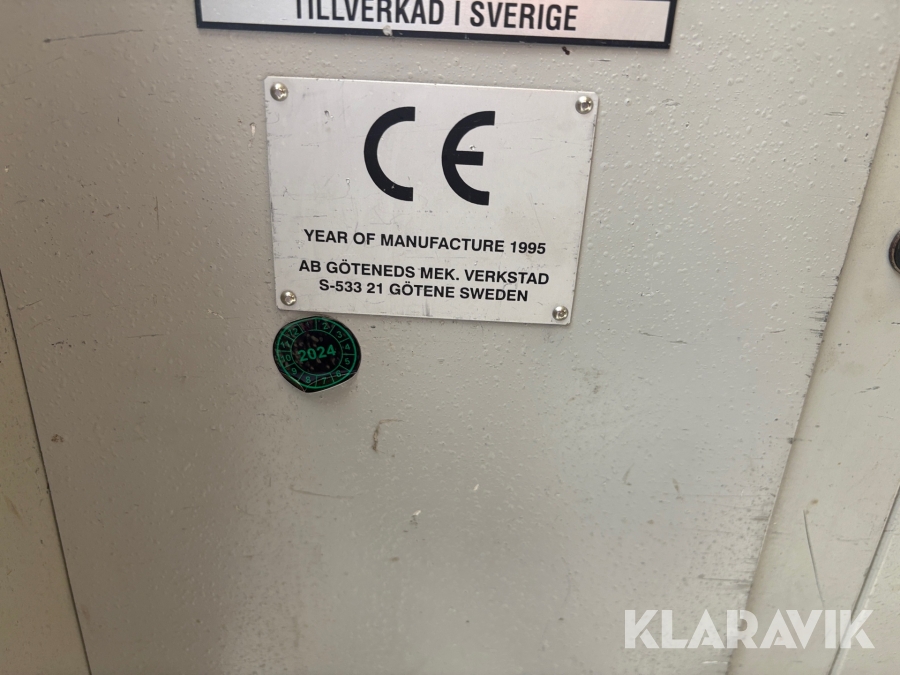 TILLVERKAD I SVERIGE
CE
YEAR OF MANUFACTURE 1995
AB GÖTENEDS MEK. VERKSTAD
S-533 21 GÖTENE SWEDEN
2024
KLARAVIK